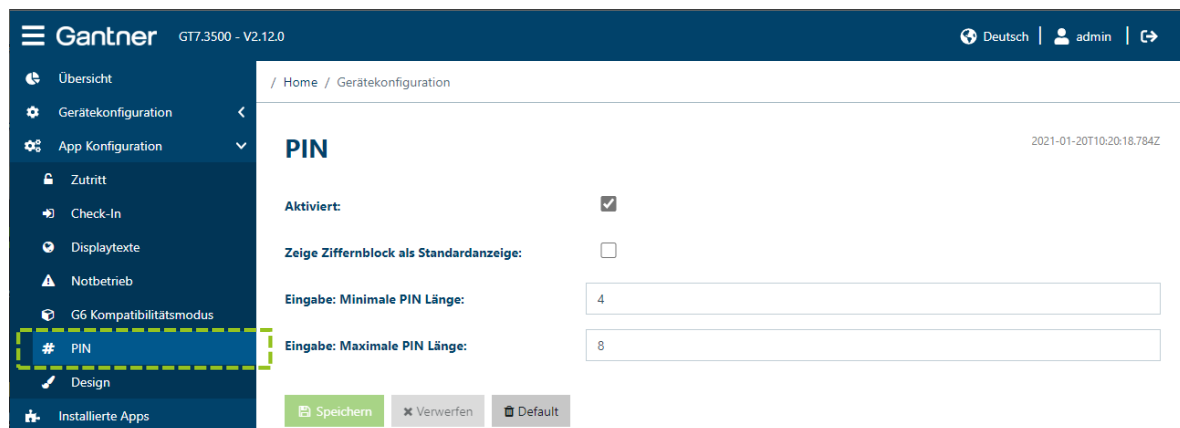 Gantner GT7.3500 - V2.12.0 Deutsch admin
Übersicht
Gerätekonfiguration
App Konfiguration
Zutritt
Check-In
Displaytexte
Notbetrieb
G6 Kompatibilitätsmodus
# PIN
Design
Installierte Apps
/ Home / Gerätekonfiguration
PIN
2021-01-20T10:20:18.784Z
Aktiviert:
Zeige Ziffernblock als Standardanzeige:
Eingabe: Minimale PIN Länge: 4
Eingabe: Maximale PIN Länge: 8
Speichern Verwerfen Default